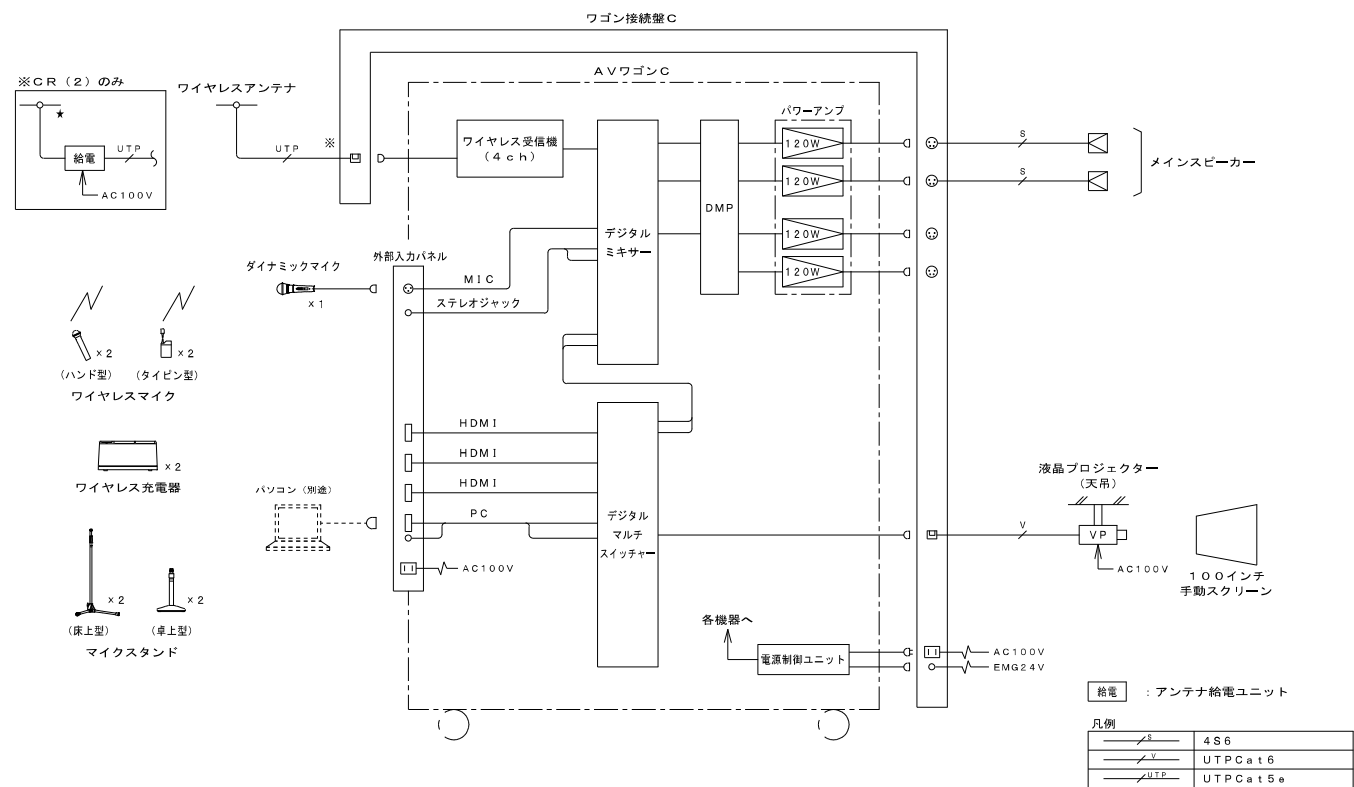 ワゴン接続盤C
※CR(2)のみ
★
UTP
給電
AC100V
ワイヤレスアンテナ
UTP
※
AVワゴンC
ワイヤレス受信機
(4ch)
デジタル
ミキサー
DMP
パワーアンプ
120W
120W
120W
120W
S
S
メインスピーカー
ダイナミックマイク
×1
外部入力パネル
MIC
ステレオジャック
×2
×2
(ハンド型)
(タイピン型)
ワイヤレスマイク
×2
ワイヤレス充電器
×2
×2
(床上型)
(卓上型)
マイクスタンド
パソコン(別途)
HDMI
HDMI
HDMI
PC
AC100V
デジタル
マルチ
スイッチャー
各機器へ
電源制御ユニット
AC100V
EMG24V
V
液晶プロジェクター
(天吊)
VP
AC100V
100インチ
手動スクリーン
給電
:アンテナ給電ユニット
凡例
S 4S6
V UTPCat6
UTP UTPCat5e